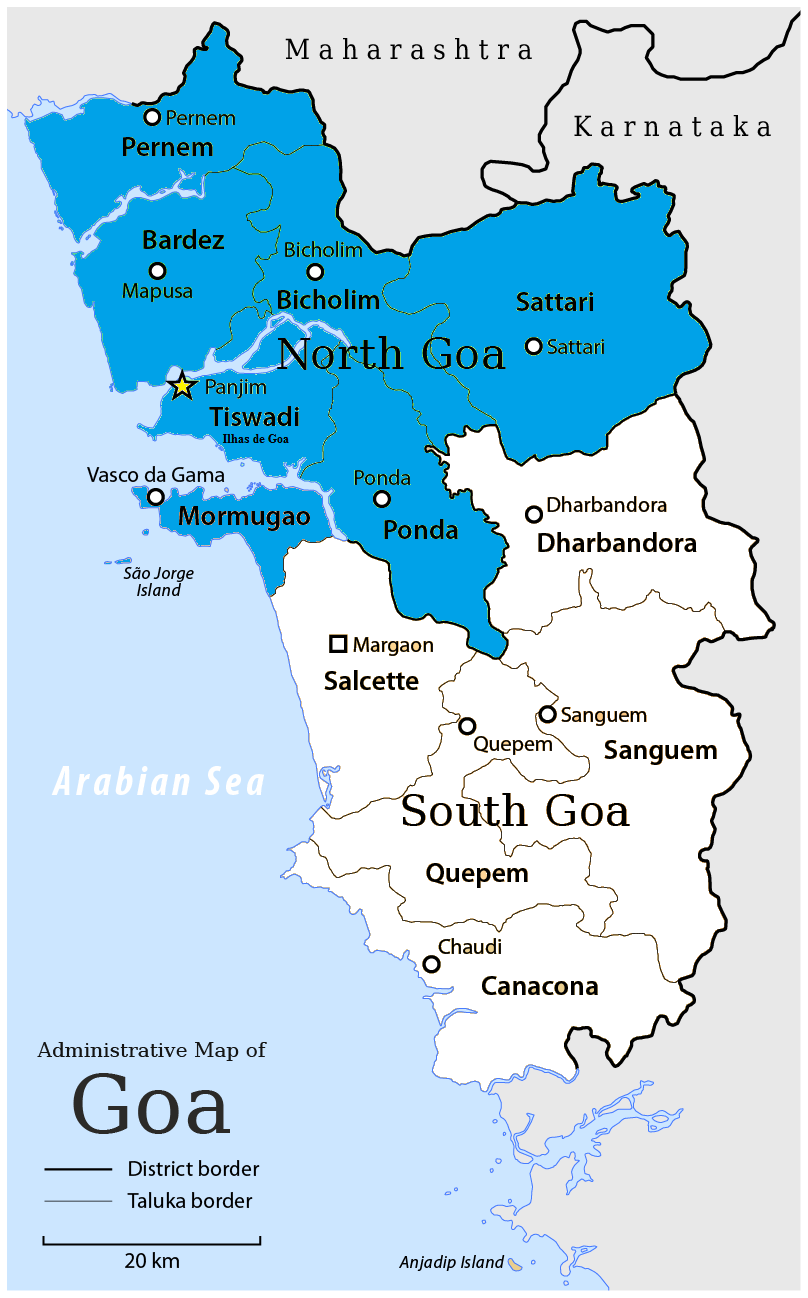 Maharashtra
Karnataka
Pernem
Pernem
Bardez
Mapusa
Bicholim
Bicholim
Sattari
Sattari
North Goa
Panjim
Tiswadi
Ilhas de Goa
Vasco da Gama
Mormugao
Ponda
Ponda
Dharbandora
Dharbandora
São Jorge
Island
Margaon
Salcette
Sanguem
Sanguem
Quepem
Arabian Sea
South Goa
Quepem
Chaudi
Canacona
Administrative Map of
Goa
District border
Taluka border
20 km
Anjadip Island